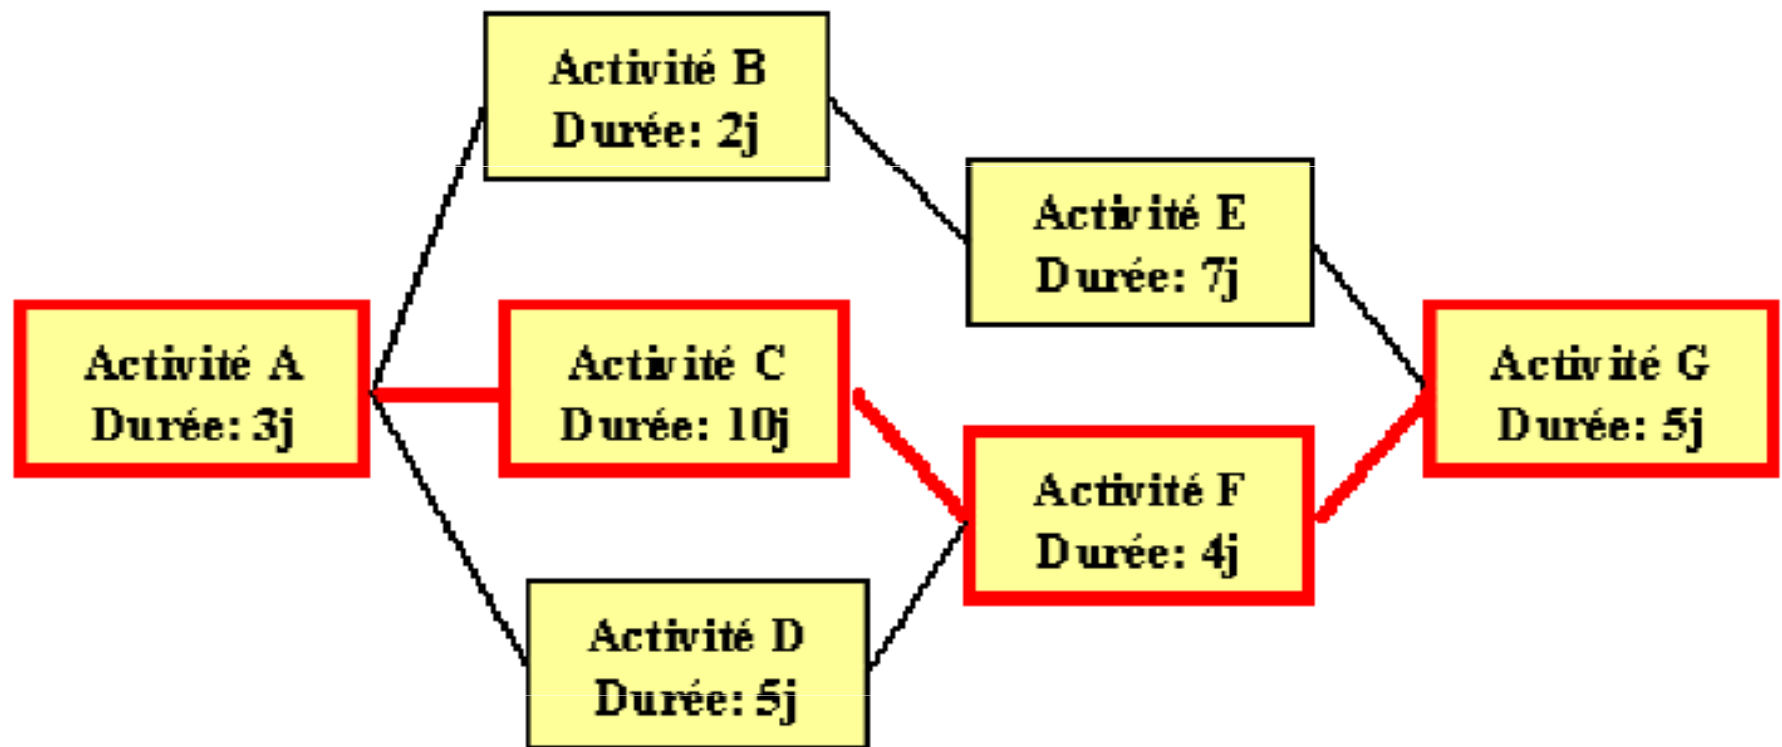 Activité B
Durée: 2j
Activité E
Durée: 7j
Activité A
Durée: 3j
Activité C
Durée: 10j
Activité G
Durée: 5j
Activité F
Durée: 4j
Activité D
Durée: 5j